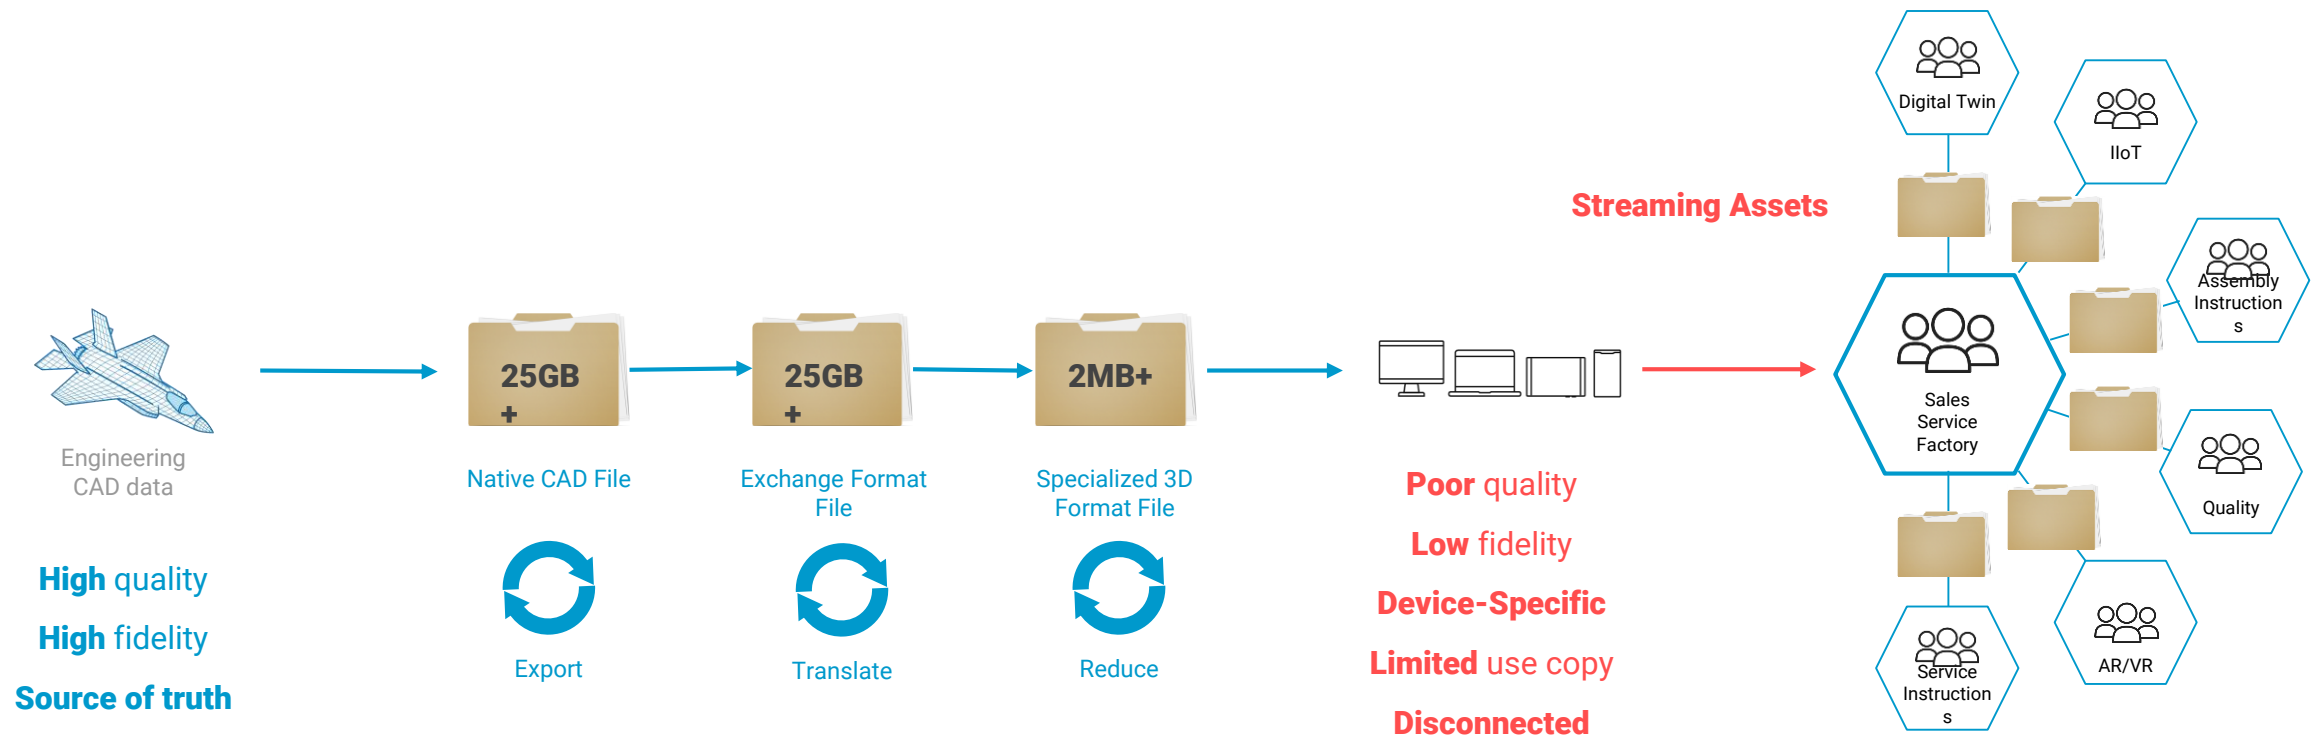 Engineering
CAD data
High quality
High fidelity
Source of truth
25GB
+
Native CAD File
Export
25GB
+
Exchange Format
File
Translate
2MB+
Specialized 3D
Format File
Reduce
Poor quality
Low fidelity
Device-Specific
Limited use copy
Disconnected
Streaming Assets
Sales
Service
Factory
Digital Twin
IIoT
Assembly
Instruction
s
Quality
AR/VR
Service
Instruction
s